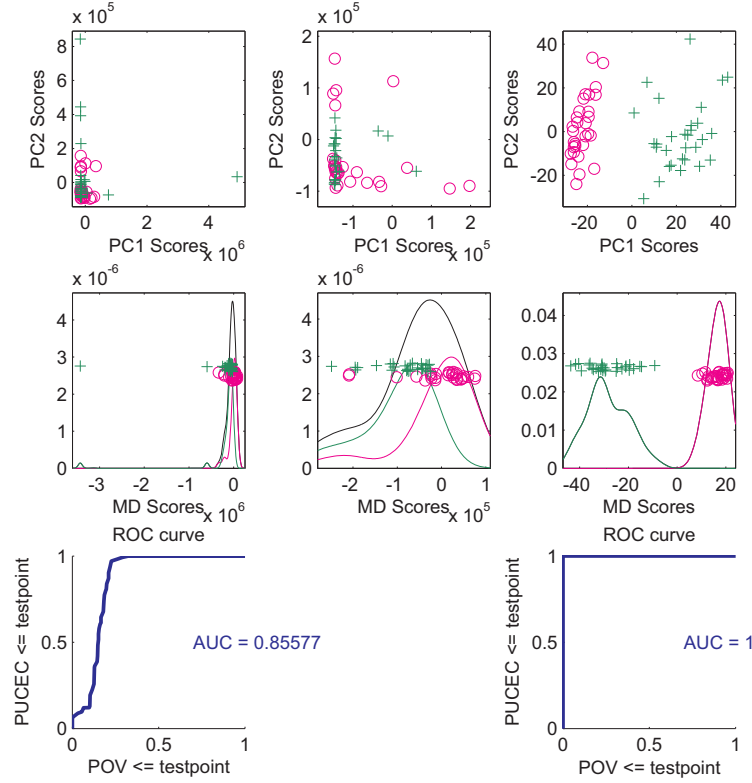 x 10^5
8
6
4
2
0
PC2 Scores
0
2
4
PC1 Scores
x 10^6
x 10^5
2
1
0
-1
PC2 Scores
-1
0
1
2
PC1 Scores
x 10^5
40
20
0
-20
PC2 Scores
-20
0
20
40
PC1 Scores
x 10^-6
4
3
2
1
0
-3
-2
-1
0
MD Scores
x 10^6
x 10^-6
4
3
2
1
0
-2
-1
0
1
MD Scores
x 10^5
0.04
0.03
0.02
0.01
0
-40
-20
0
20
MD Scores
ROC curve
1
0.5
0
PUCEC <= testpoint
AUC = 0.85577
0
0.5
1
POV <= testpoint
ROC curve
1
0.5
0
PUCEC <= testpoint
AUC = 1
0
0.5
1
POV <= testpoint